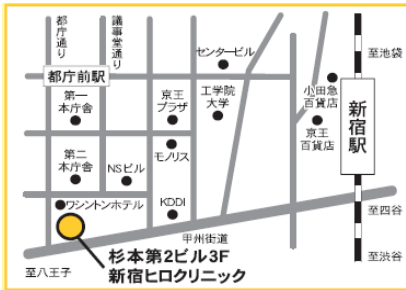 都庁通り
議事堂通り
センタービル
至池袋
都庁前駅
第一
本庁舎
京王
プラザ
工学院
大学
小田急
百貨店
新宿駅
京王
百貨店
第二
本庁舎
NSビル
モノリス
ワシントンホテル
KDDI
至四谷
甲州街道
杉本第2ビル3F
新宿ヒロクリニック
至八王子
至渋谷